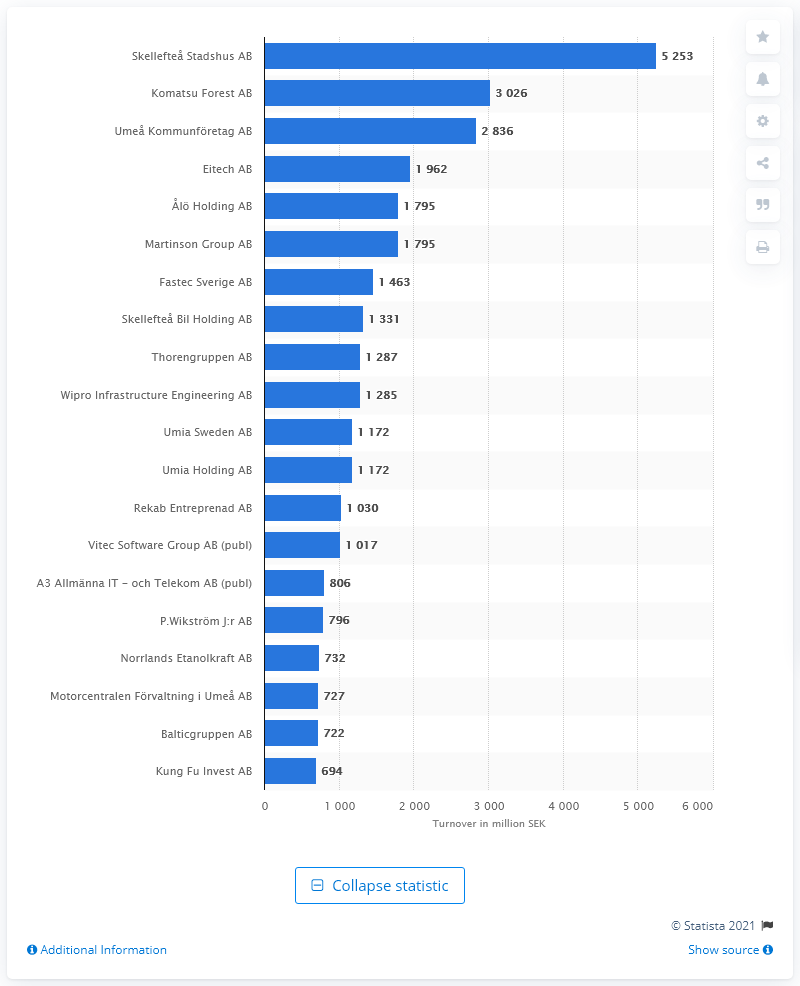 Skellefteå Stadshus AB 5 253
Komatsu Forest AB 3 026
Umeå Kommunföretag AB 2 836
Eitech AB 1 962
Ålö Holding AB 1 795
Martinson Group AB 1 795
Fastec Sverige AB 1 463
Skellefteå Bil Holding AB 1 331
Thorengruppen AB 1 287
Wipro Infrastructure Engineering AB 1 285
Umia Sweden AB 1 172
Umia Holding AB 1 172
Rekab Entreprenad AB 1 030
Vitec Software Group AB (publ) 1 017
A3 Allmänna IT – och Telekom AB (publ) 806
P.Wikström J:r AB 796
Norrlands Etanolkraft AB 732
Motorcentralen Förvaltning i Umeå AB 727
Balticgruppen AB 722
Kung Fu Invest AB 694
0 1 000 2 000 3 000 4 000 5 000 6 000
Turnover in million SEK
Collapse statistic
© Statista 2021
Additional Information Show source